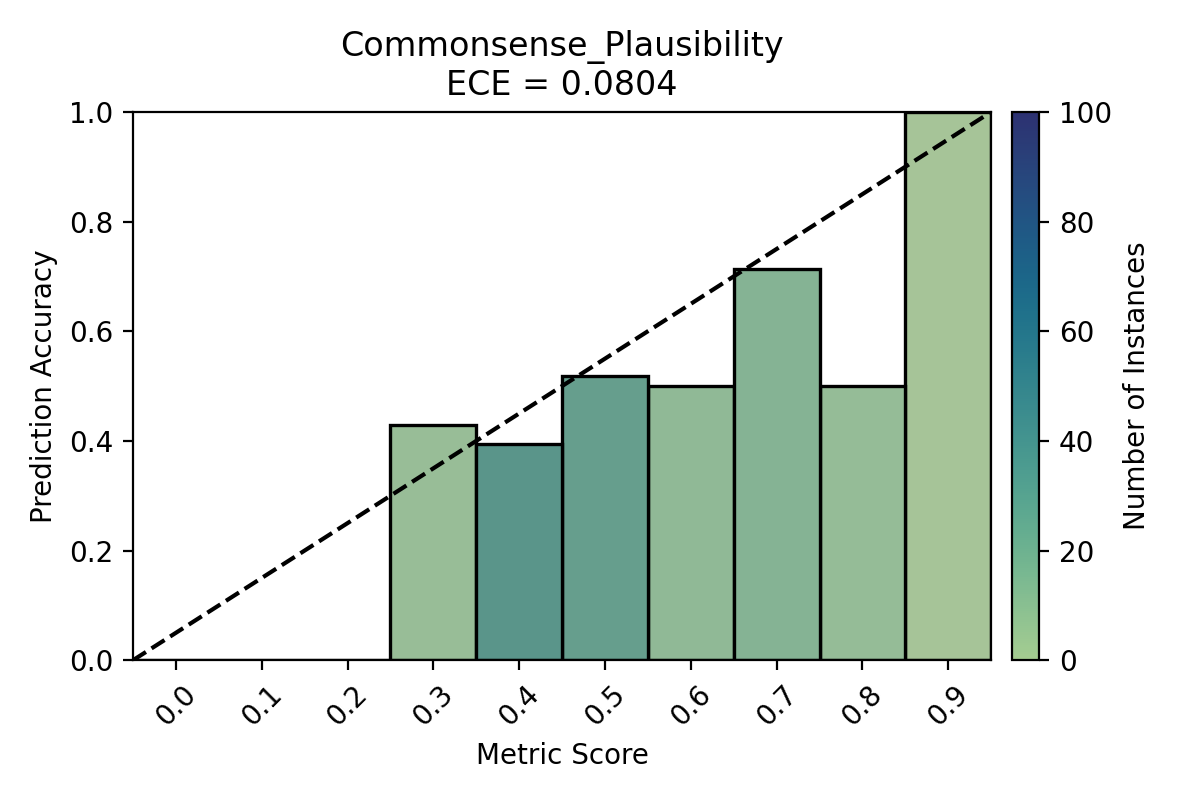 Commonsense_Plausibility
ECE = 0.0804
Prediction Accuracy
1.0
0.8
0.6
0.4
0.2
0.0
0.0 0.1 0.2 0.3 0.4 0.5 0.6 0.7 0.8 0.9
Metric Score
100
80
60
40
20
0
Number of Instances